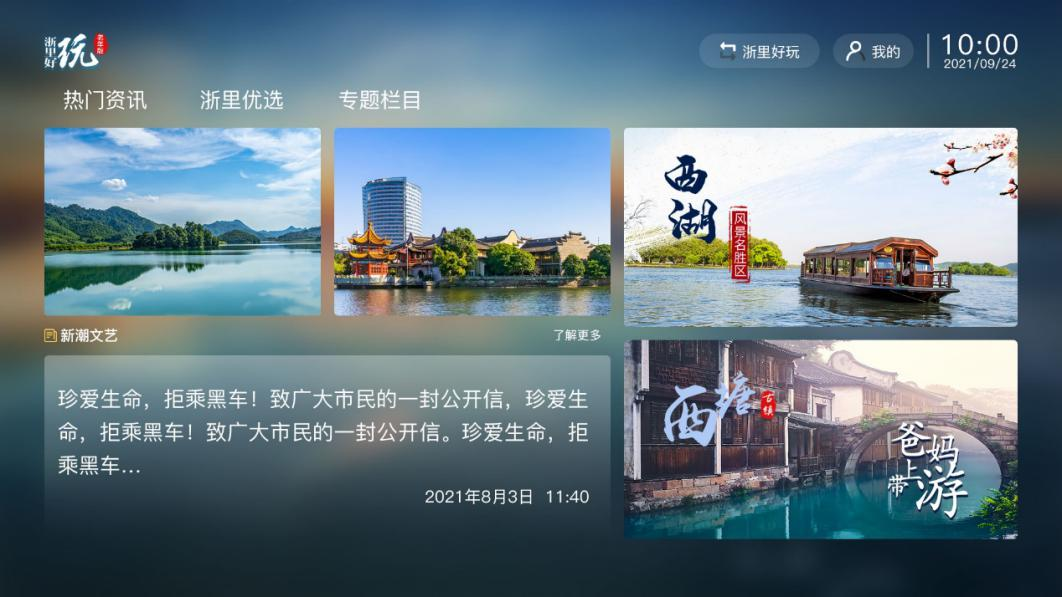 浙里好玩
老年版
浙里好玩
我的
10:00
2021/09/24
热门资讯
浙里优选
专题栏目
西湖
风景名胜区
新潮文艺
了解更多
珍爱生命，拒乘黑车！致广大市民的一封公开信，珍爱生
命，拒乘黑车！致广大市民的一封公开信。珍爱生命，拒
乘黑车...
2021年8月3日 11:40
西塘
古镇
带上爸妈游